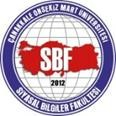 ÇANAKKALE ONSEKİZ MART ÜNİVERSİTESİ
SBF
2012
SİYASAL BİLGİLER FAKÜLTESİ